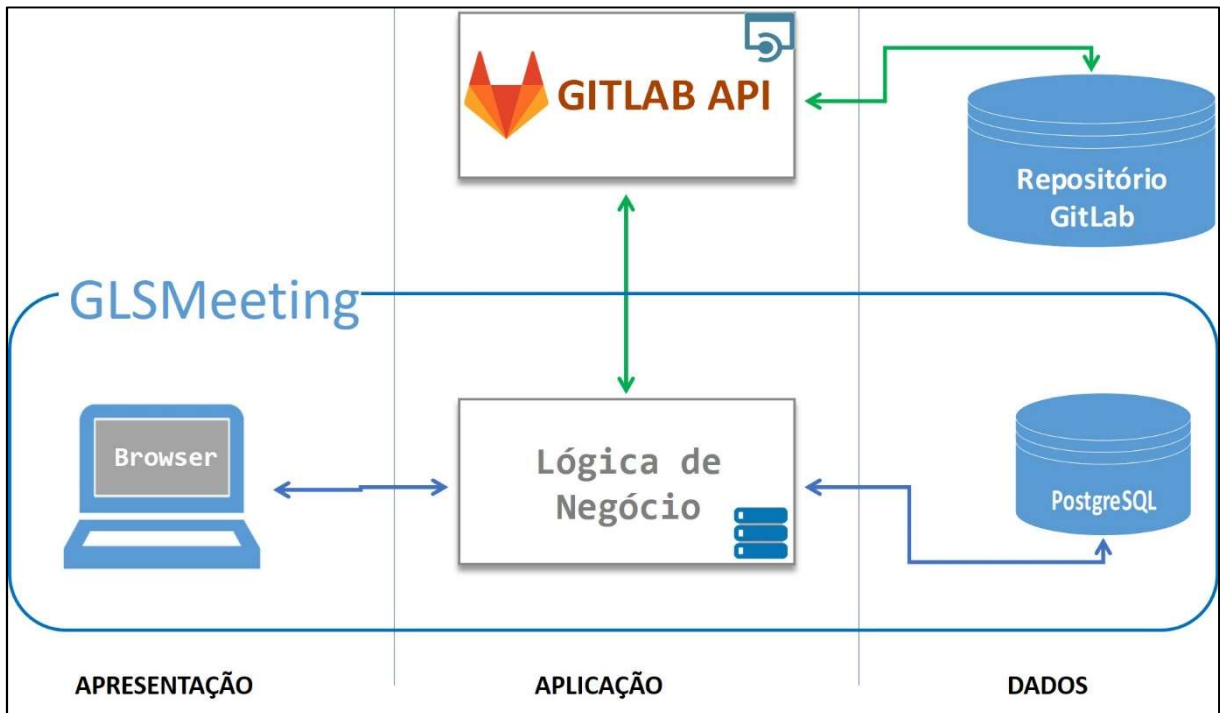 GITLAB API
Repositório
GitLab
GLSMeeting
Browser
Lógica de
Negócio
PostgreSQL
APRESENTAÇÃO
APLICAÇÃO
DADOS